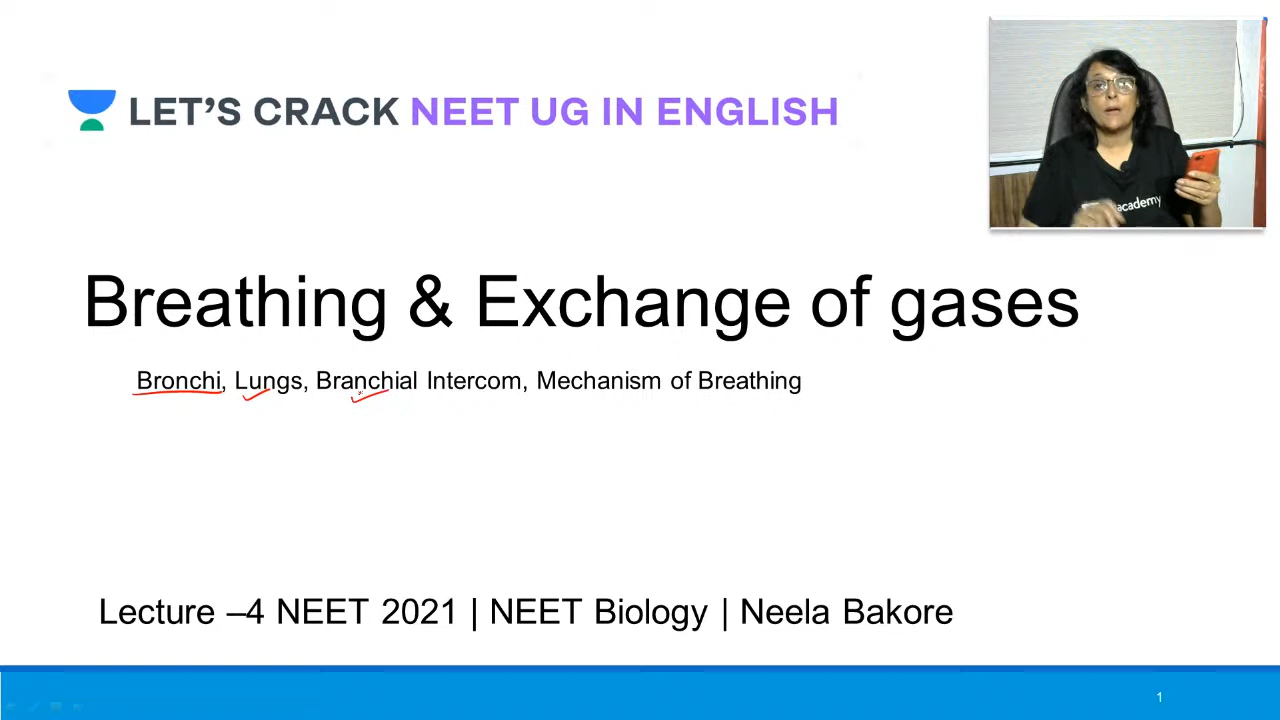 LET'S CRACK NEET UG IN ENGLISH
academy
Breathing & Exchange of gases
Bronchi, Lungs, Branchial Intercom, Mechanism of Breathing
Lecture –4 NEET 2021 | NEET Biology | Neela Bakore
1